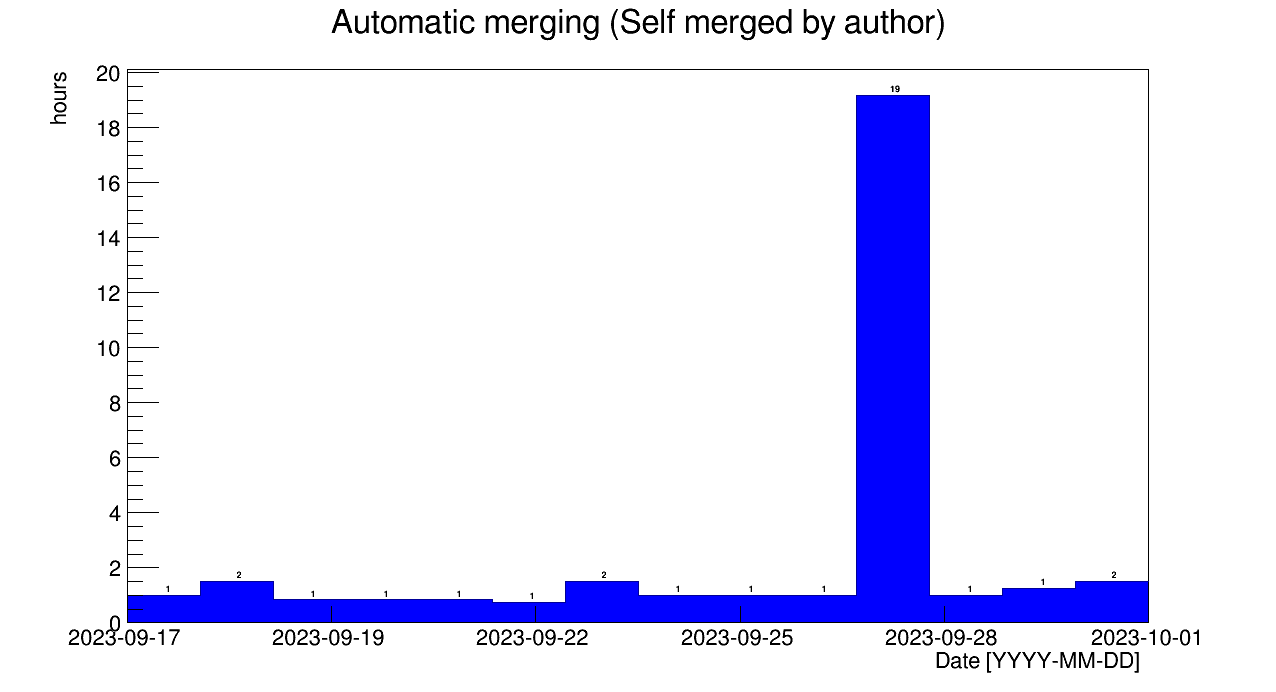 Automatic merging (Self merged by author)
hours
20
18
16
14
12
10
8
6
4
2
0
1 2 1 1 1 1 2 1 1 1 19 1 1 2
2023-09-17 2023-09-19 2023-09-22 2023-09-25 2023-09-28 2023-10-01
Date [YYYY-MM-DD]